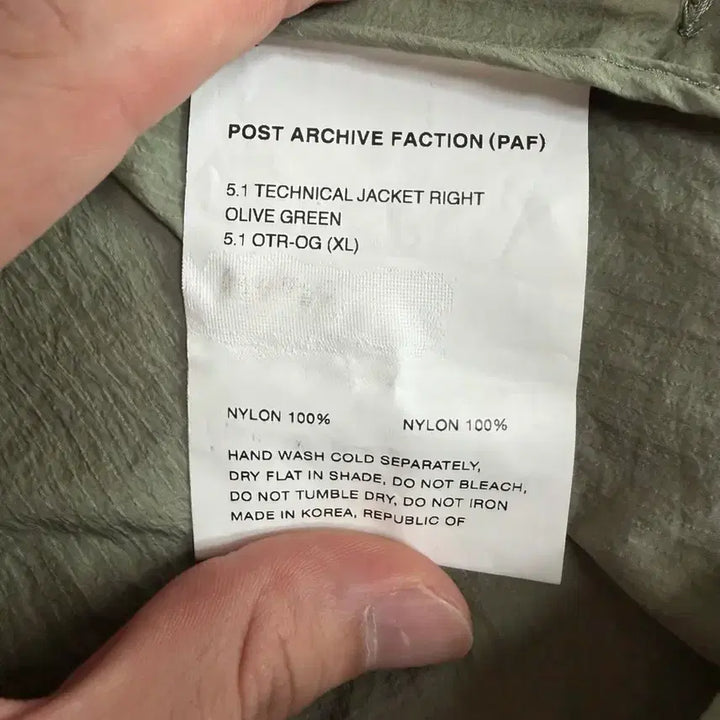 POST ARCHIVE FACTION (PAF)
5.1 TECHNICAL JACKET RIGHT
OLIVE GREEN
5.1 OTR-OG (XL)
NYLON 100% NYLON 100%
HAND WASH COLD SEPARATELY,
DRY FLAT IN SHADE, DO NOT BLEACH,
DO NOT TUMBLE DRY, DO NOT IRON
MADE IN KOREA, REPUBLIC OF